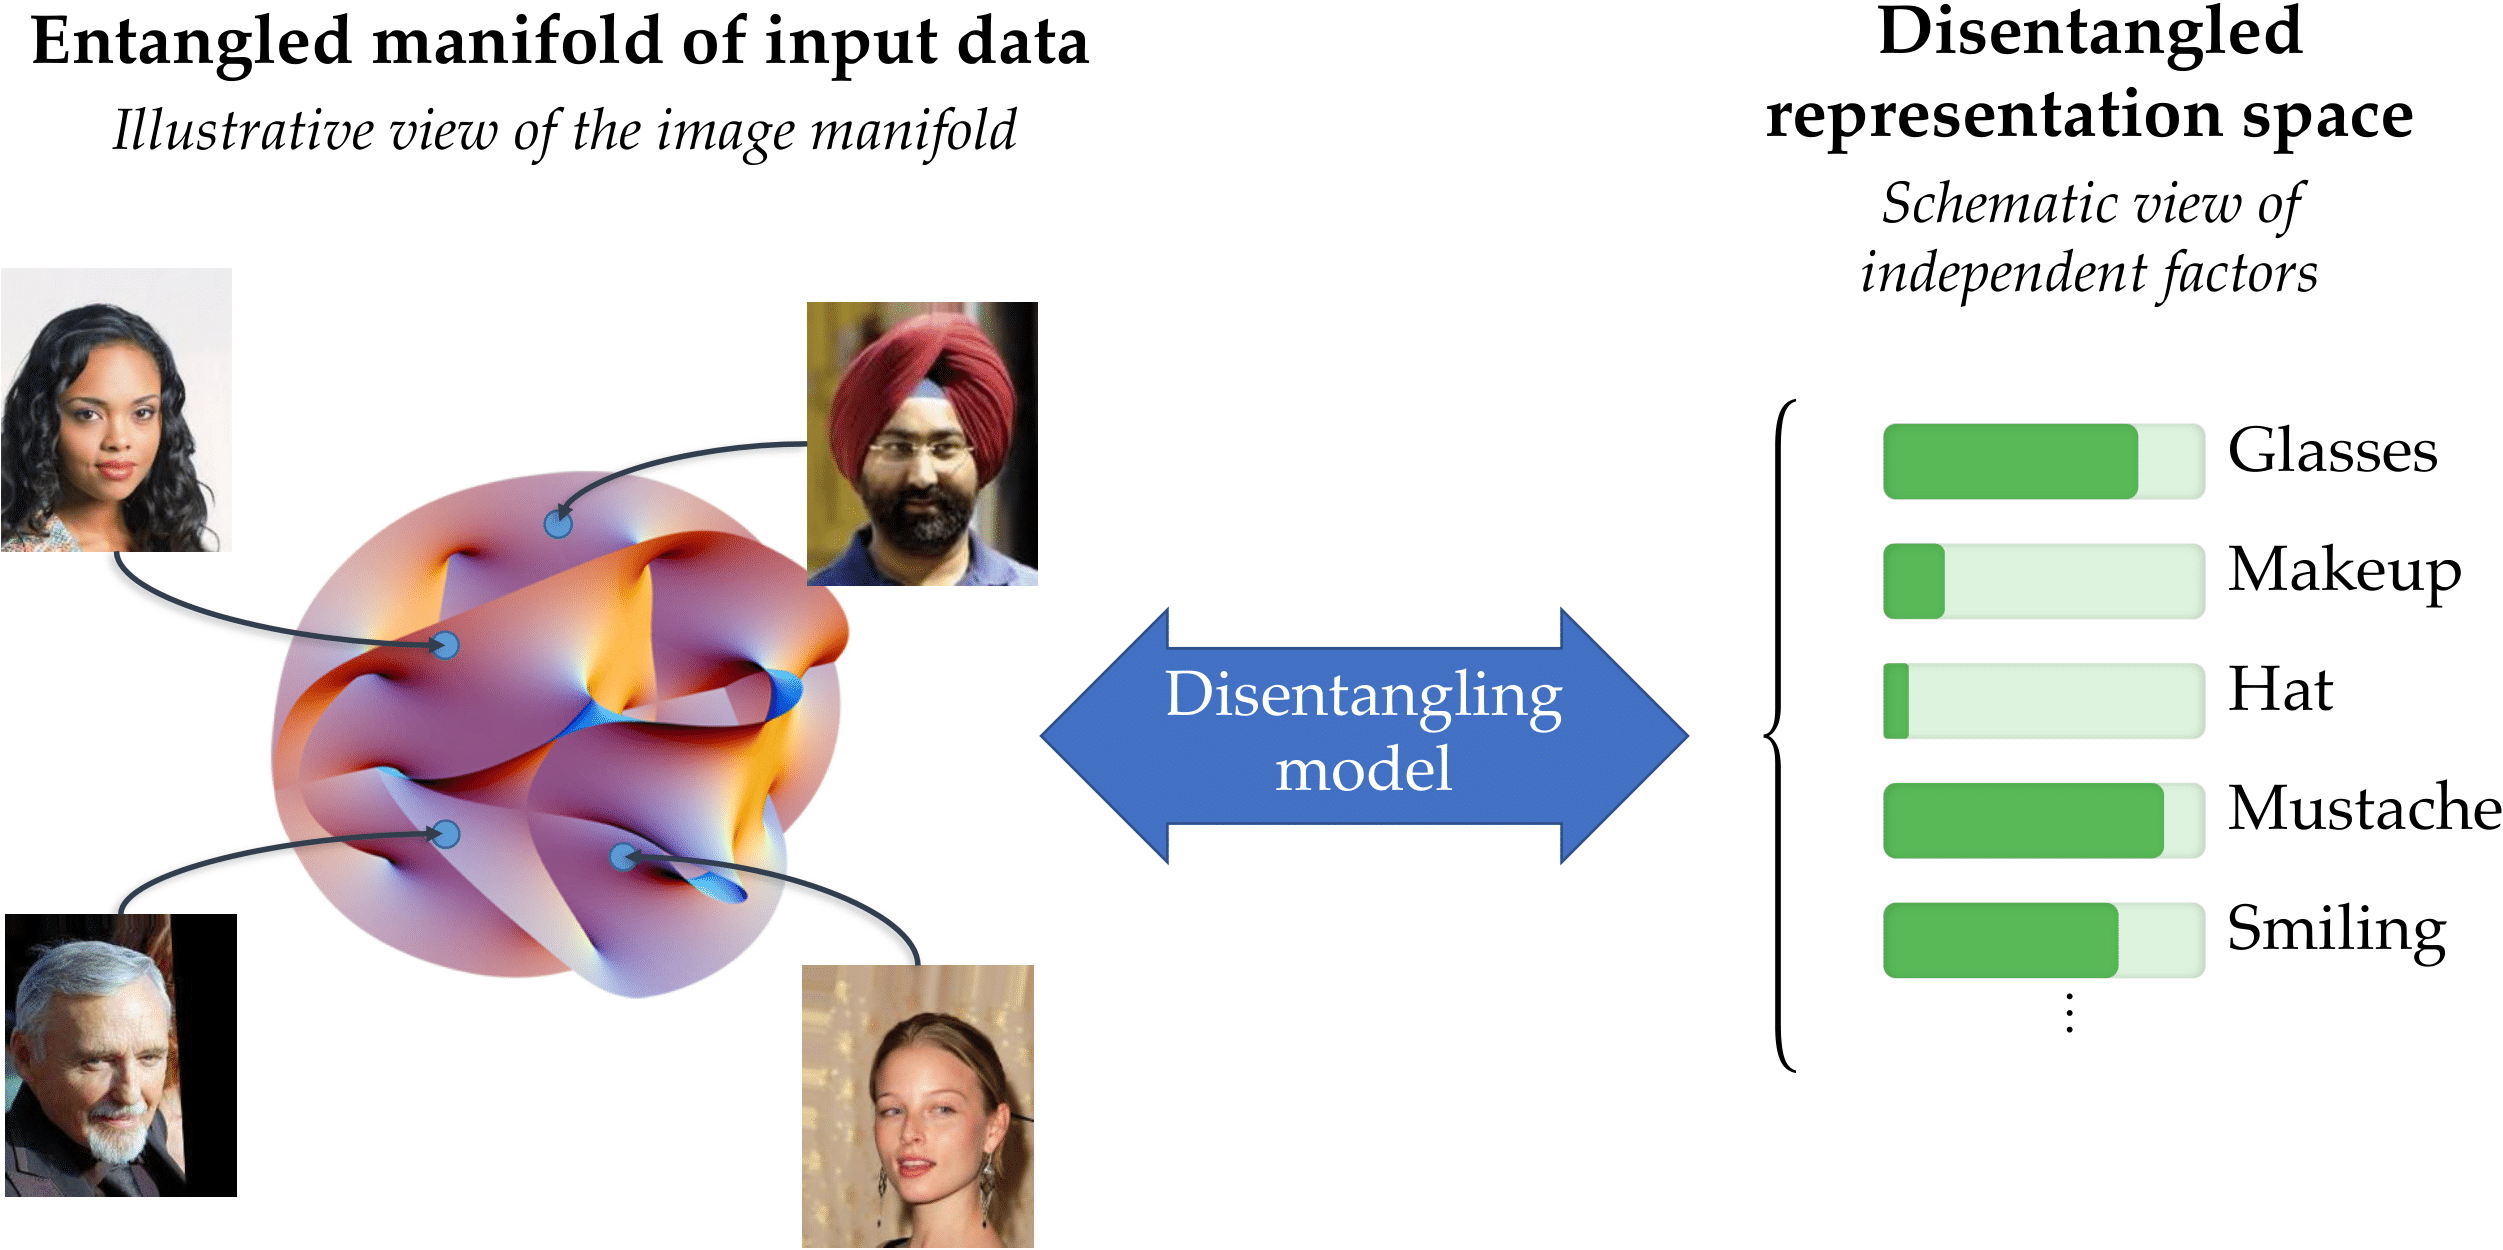 Entangled manifold of input data
Illustrative view of the image manifold
Disentangled
representation space
Schematic view of
independent factors
Disentangling
model
Glasses
Makeup
Hat
Mustache
Smiling
⋮